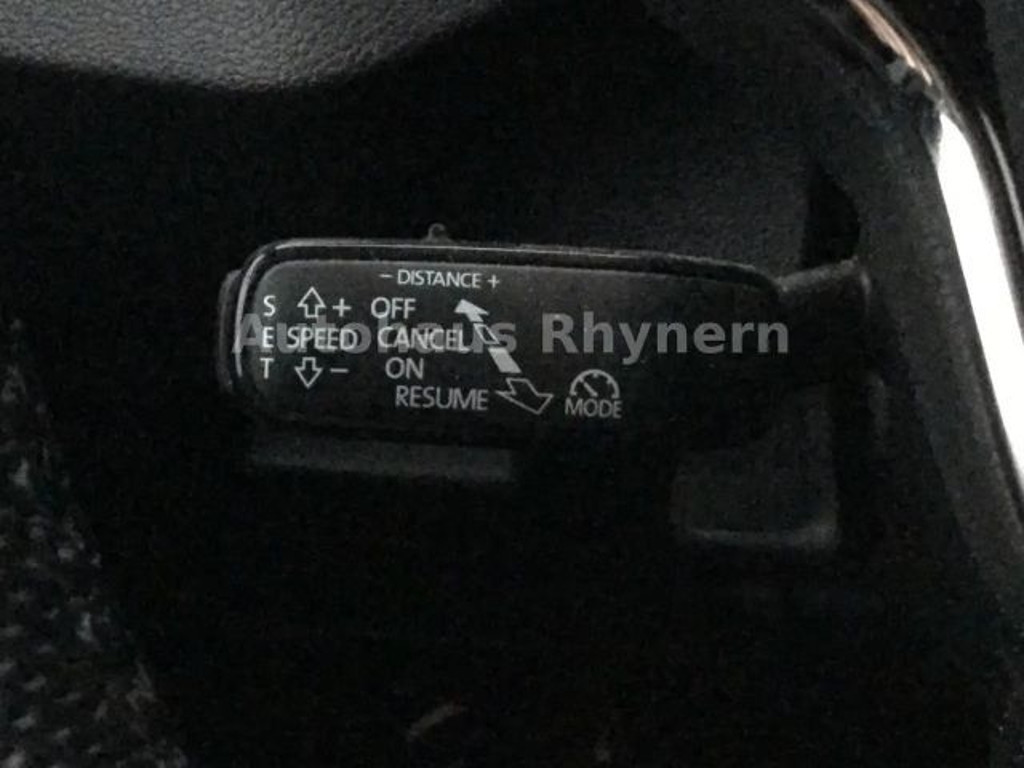 - DISTANCE +
S + OFF
E SPEED CANCEL
T - ON
RESUME
MODE
Autohaus Rhynern